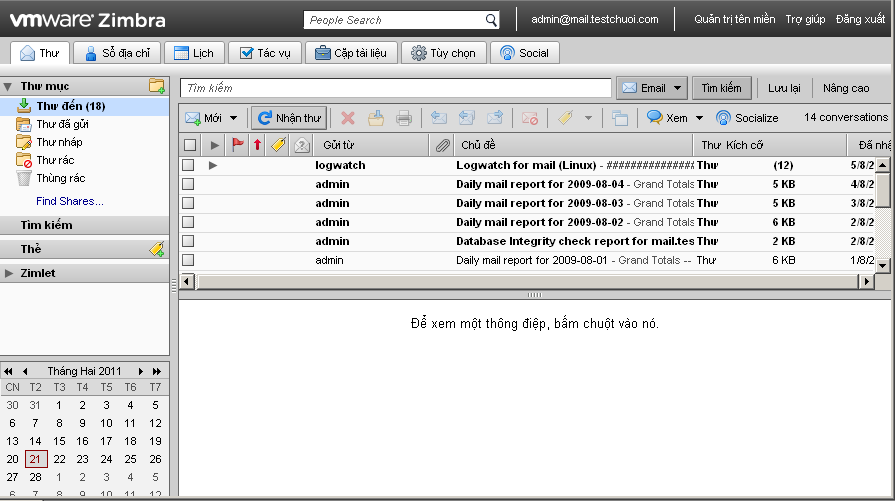 vmware Zimbra
People Search
admin@mail.testchuoi.com
Quản trị tên miền Trợ giúp Đăng xuất
Thư Sổ địa chỉ Lịch Tác vụ Cặp tài liệu Tùy chọn Social
Thư mục
Thư đến (18)
Thư đã gửi
Thư nháp
Thư rác
Thùng rác
Find Shares...
Tìm kiếm
Thẻ
Zimlet
Tìm kiếm Email Tìm kiếm Lưu lại Nâng cao
Mới Nhận thư Xem Socialize 14 conversations
Gửi từ Chủ đề Thư Kích cỡ Đã nhậ
logwatch Logwatch for mail (Linux) - ############### Thư (12) 5/8/2
admin Daily mail report for 2009-08-04 - Grand Totals Thư 5 KB 4/8/2
admin Daily mail report for 2009-08-03 - Grand Totals Thư 5 KB 3/8/2
admin Daily mail report for 2009-08-02 - Grand Totals Thư 6 KB 2/8/2
admin Database Integrity check report for mail.tes Thư 2 KB 2/8/2
admin Daily mail report for 2009-08-01 - Grand Totals -- Thư 6 KB 1/8/2
Để xem một thông điệp, bấm chuột vào nó.
Tháng Hai 2011
CN T2 T3 T4 T5 T6 T7
30 31 1 2 3 4 5
6 7 8 9 10 11 12
13 14 15 16 17 18 19
20 21 22 23 24 25 26
27 28 1 2 3 4 5
6 7 8 9 10 11 12